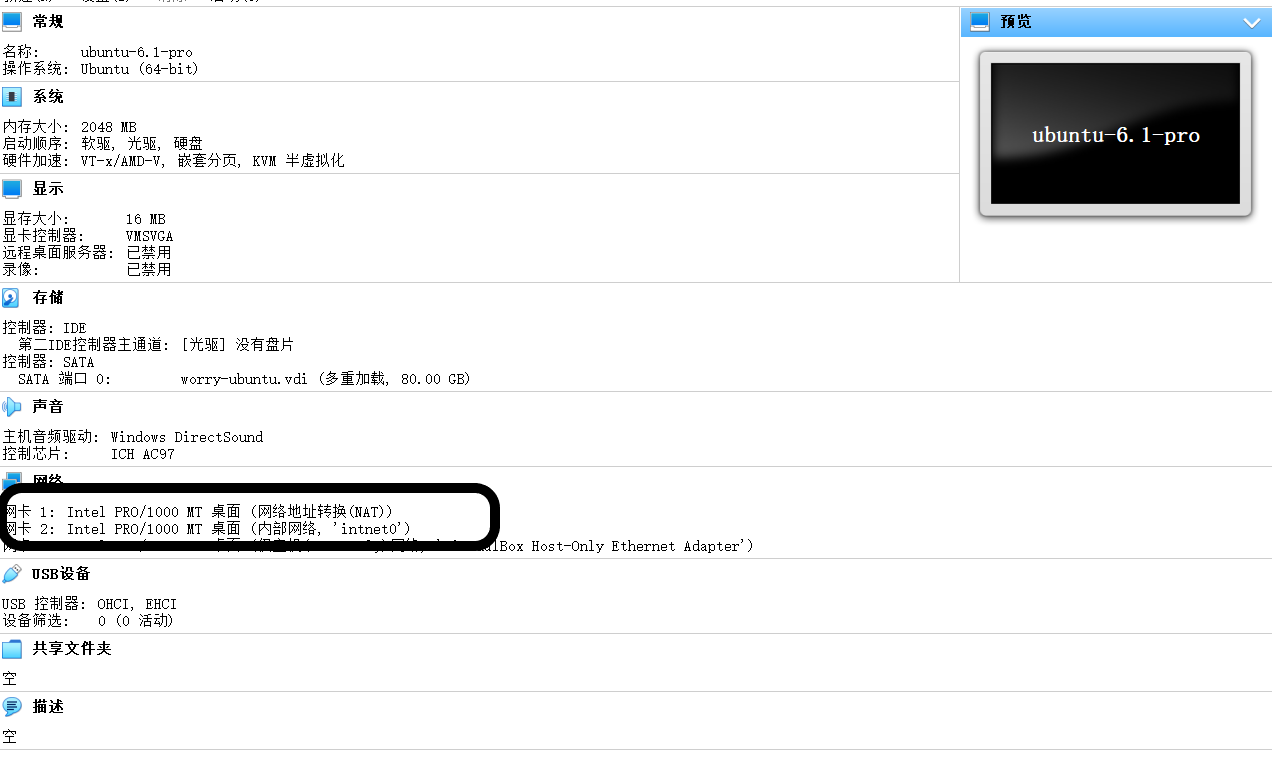 常规
名称: ubuntu-6.1-pro
操作系统: Ubuntu (64-bit)
系统
内存大小: 2048 MB
启动顺序: 软驱, 光驱, 硬盘
硬件加速: VT-x/AMD-V, 嵌套分页, KVM 半虚拟化
显示
显存大小: 16 MB
显卡控制器: VMSVGA
远程桌面服务器: 已禁用
录像: 已禁用
预览
ubuntu-6.1-pro
存储
控制器: IDE
第二IDE控制器主通道: [光驱] 没有盘片
控制器: SATA
SATA 端口 0: worry-ubuntu.vdi (多重加载, 80.00 GB)
声音
主机音频驱动: Windows DirectSound
控制芯片: ICH AC97
网络
网卡 1: Intel PRO/1000 MT 桌面 (网络地址转换(NAT))
网卡 2: Intel PRO/1000 MT 桌面 (内部网络, 'intnet0')
Host-Only Ethernet Adapter')
USB设备
USB 控制器: OHCI, EHCI
设备筛选: 0 (0 活动)
共享文件夹
空
描述
空